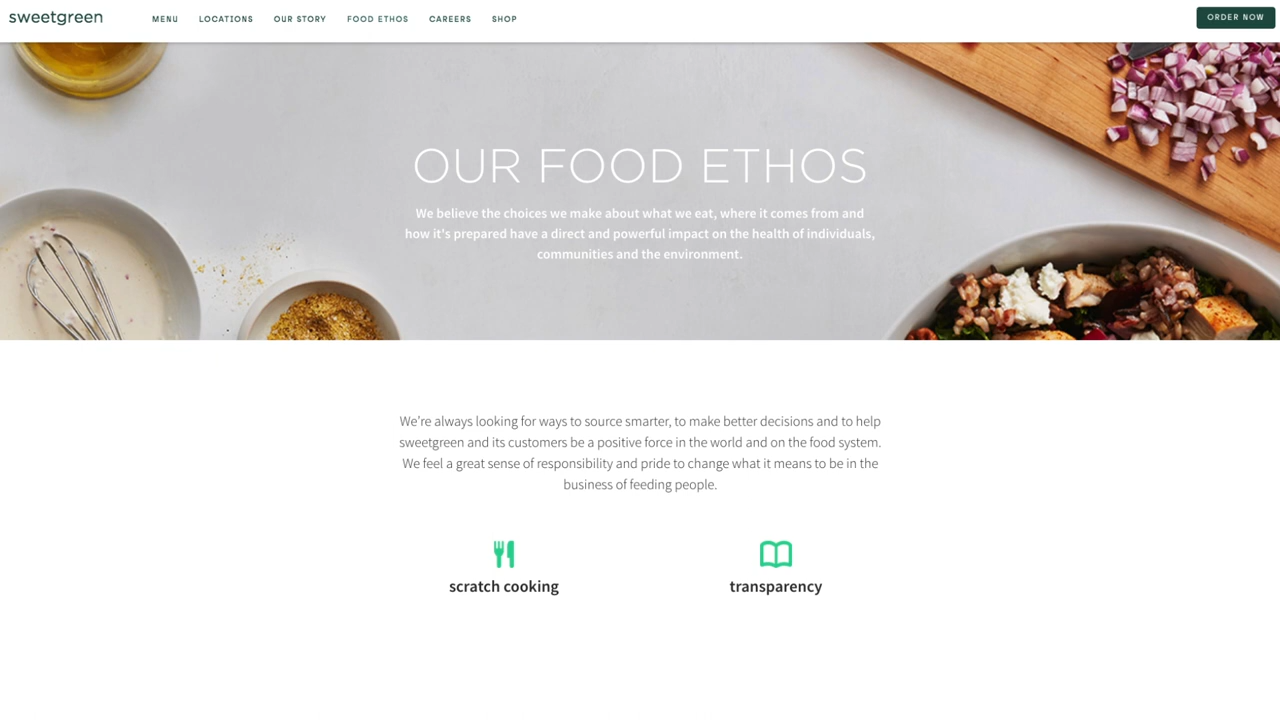 sweetgreen
MENU
LOCATIONS
OUR STORY
FOOD ETHOS
CAREERS
SHOP
ORDER NOW
OUR FOOD ETHOS
We believe the choices we make about what we eat, where it comes from and
how it's prepared have a direct and powerful impact on the health of individuals,
communities and the environment.
We're always looking for ways to source smarter, to make better decisions and to help
sweetgreen and its customers be a positive force in the world and on the food system.
We feel a great sense of responsibility and pride to change what it means to be in the
business of feeding people.
scratch cooking
transparency